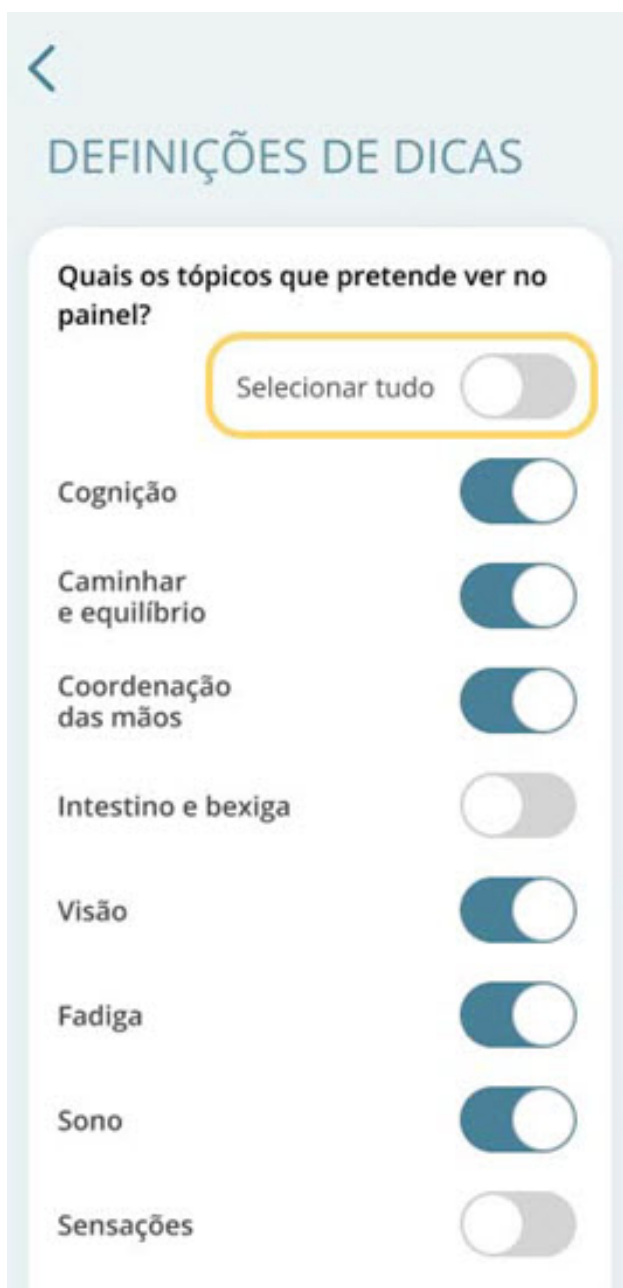 DEFINIÇÕES DE DICAS
Quais os tópicos que pretende ver no
painel?
Selecionar tudo
Cognição
Caminhar
e equilíbrio
Coordenação
das mãos
Intestino e bexiga
Visão
Fadiga
Sono
Sensações